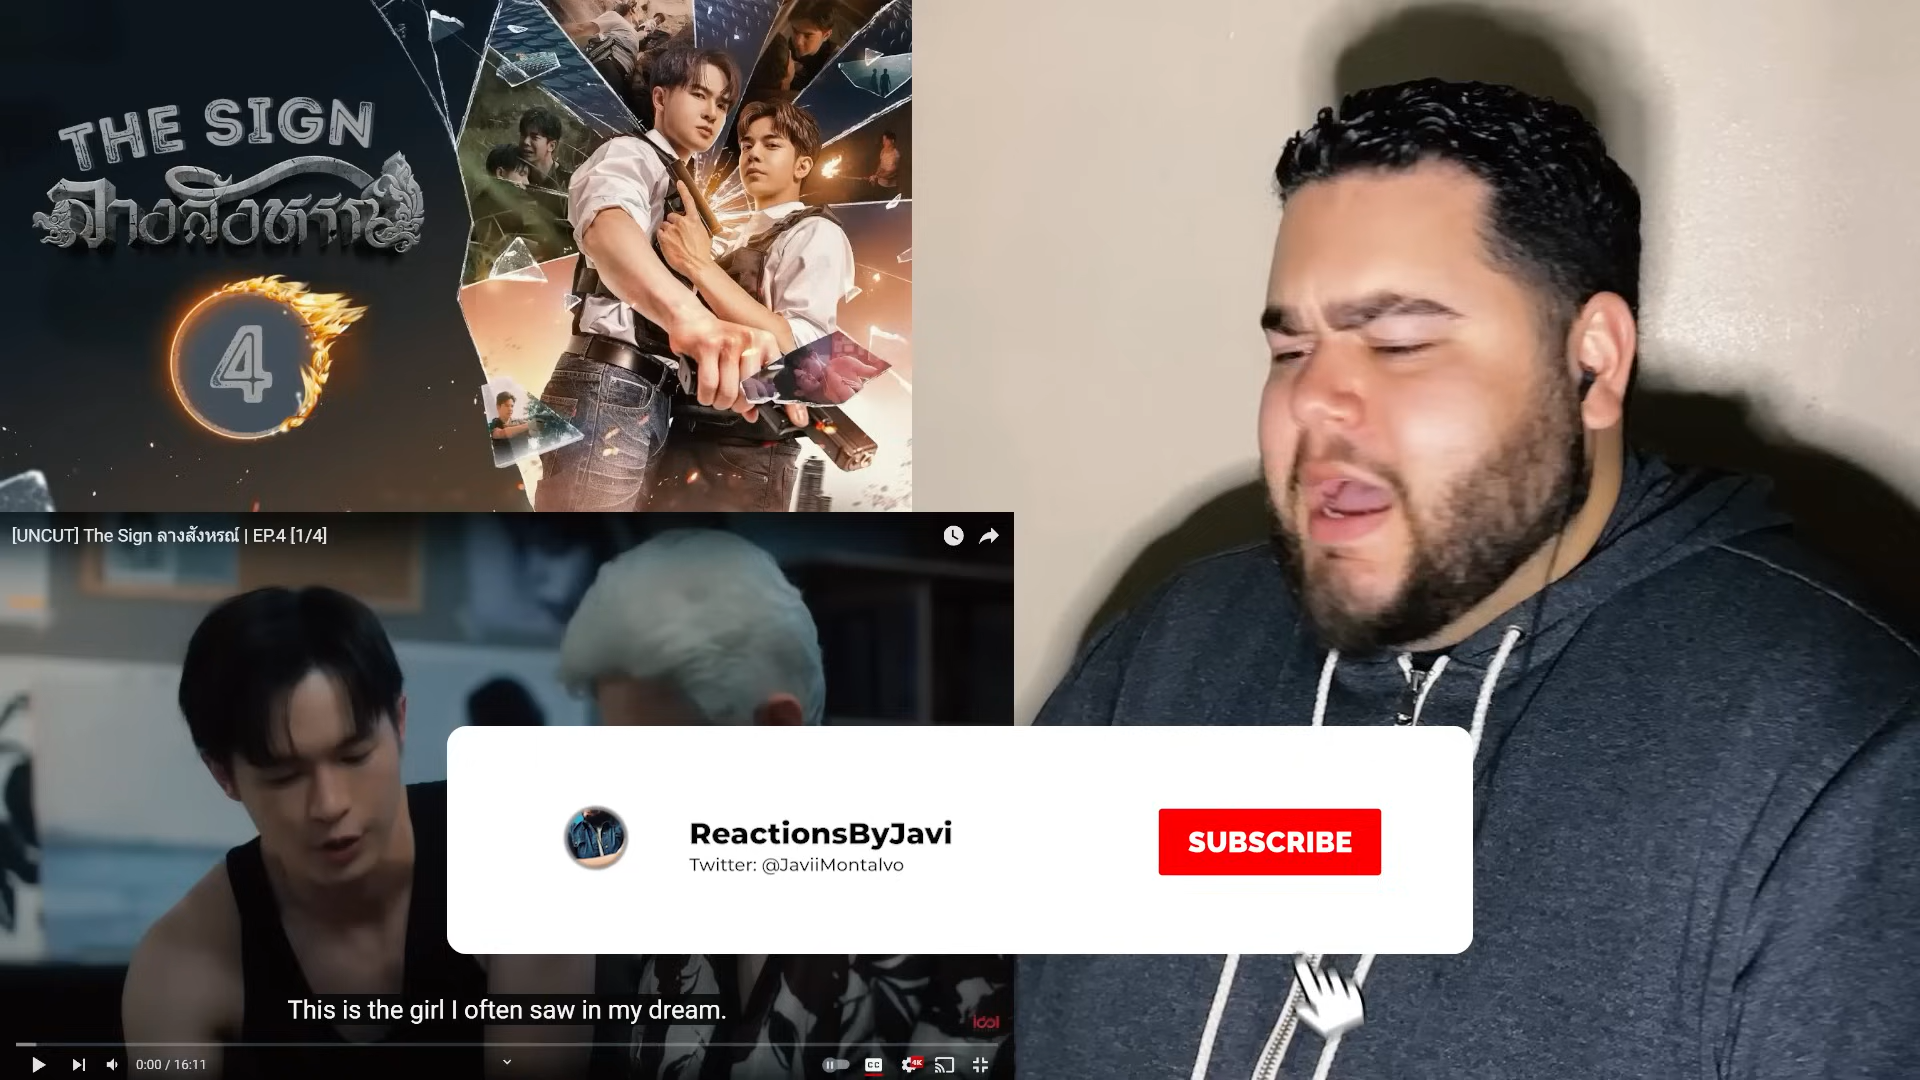 THE SIGN
ลางสังหรณ์
4
[UNCUT] The Sign ลางสังหรณ์ | EP.4 [1/4]
ReactionsByJavi
Twitter: @JaviiMontalvo
SUBSCRIBE
This is the girl I often saw in my dream.
idol
0:00 / 16:11
CC
4K